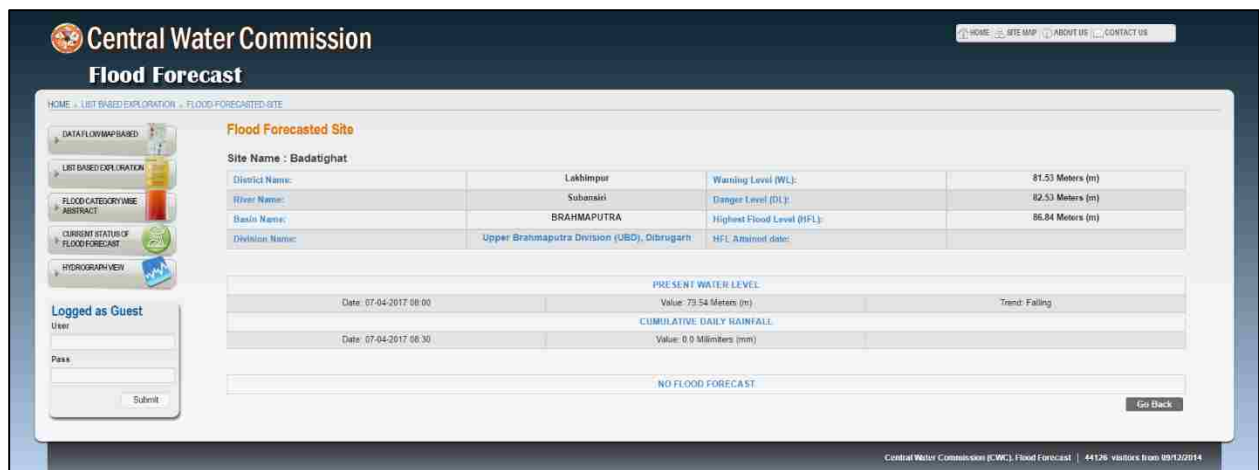 Central Water Commission
HOME SITE MAP ABOUT US CONTACT US
Flood Forecast
HOME » LIST BASED EXPLORATION » FLOOD FORECASTED SITE
DATA FLOW MAP BASED
LIST BASED EXPLORATION
FLOOD CATEGORY WISE
ABSTRACT
CURRENT STATUS OF
FLOOD FORECAST
HYDROGRAPH VIEW
Logged as Guest
User
Pass
Submit
Flood Forecasted Site
Site Name : Badatighat
District Name: Lakhimpur Warning Level (WL): 81.53 Meters (m)
River Name: Subansiri Danger Level (DL): 82.53 Meters (m)
Basin Name: BRAHMAPUTRA Highest Flood Level (HFL): 86.84 Meters (m)
Division Name: Upper Brahmaputra Division (UBD), Dibrugarh HFL Attained date:
PRESENT WATER LEVEL
Date: 07-04-2017 08:00 Value: 79.54 Meters (m) Trend: Falling
CUMULATIVE DAILY RAINFALL
Date: 07-04-2017 08:30 Value: 0.0 Milimiters (mm)
NO FLOOD FORECAST
Go Back
Central Water Commission (CWC). Flood Forecast | 44126 visitors from 09/12/2014